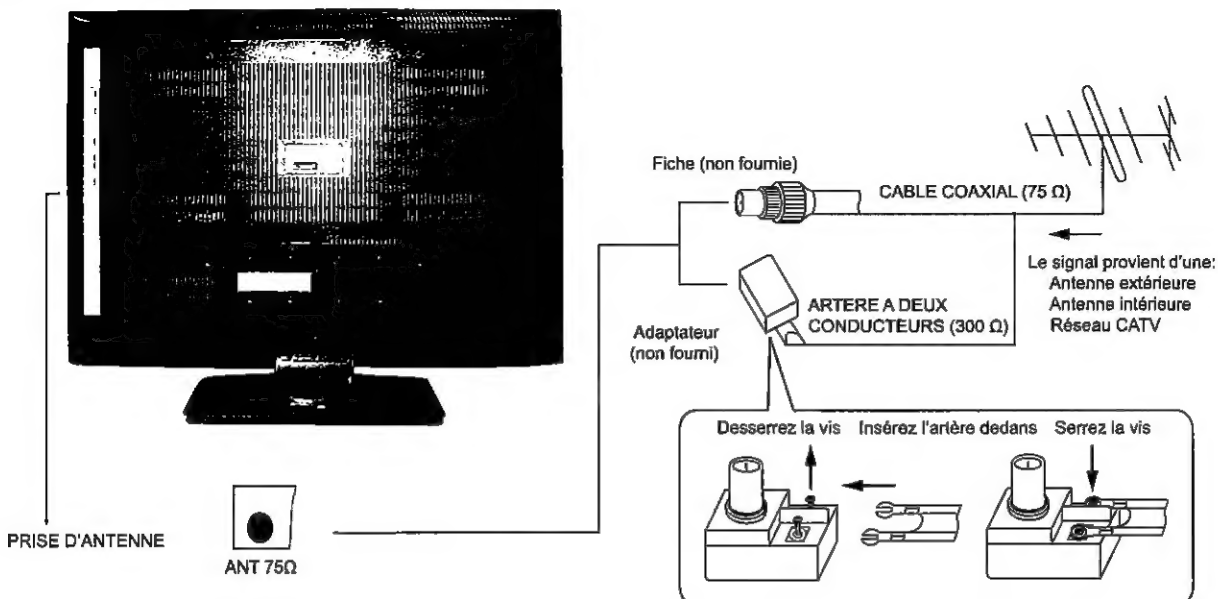 Fiche (non fournie)
CABLE COAXIAL (75 Ω)
Le signal provient d'une:
Antenne extérieure
Antenne intérieure
Réseau CATV
ARTERE A DEUX
CONDUCTEURS (300 Ω)
Adaptateur
(non fourni)
Desserrez la vis
Insérez l'artère dedans
Serrez la vis
PRISE D'ANTENNE
ANT 75Ω